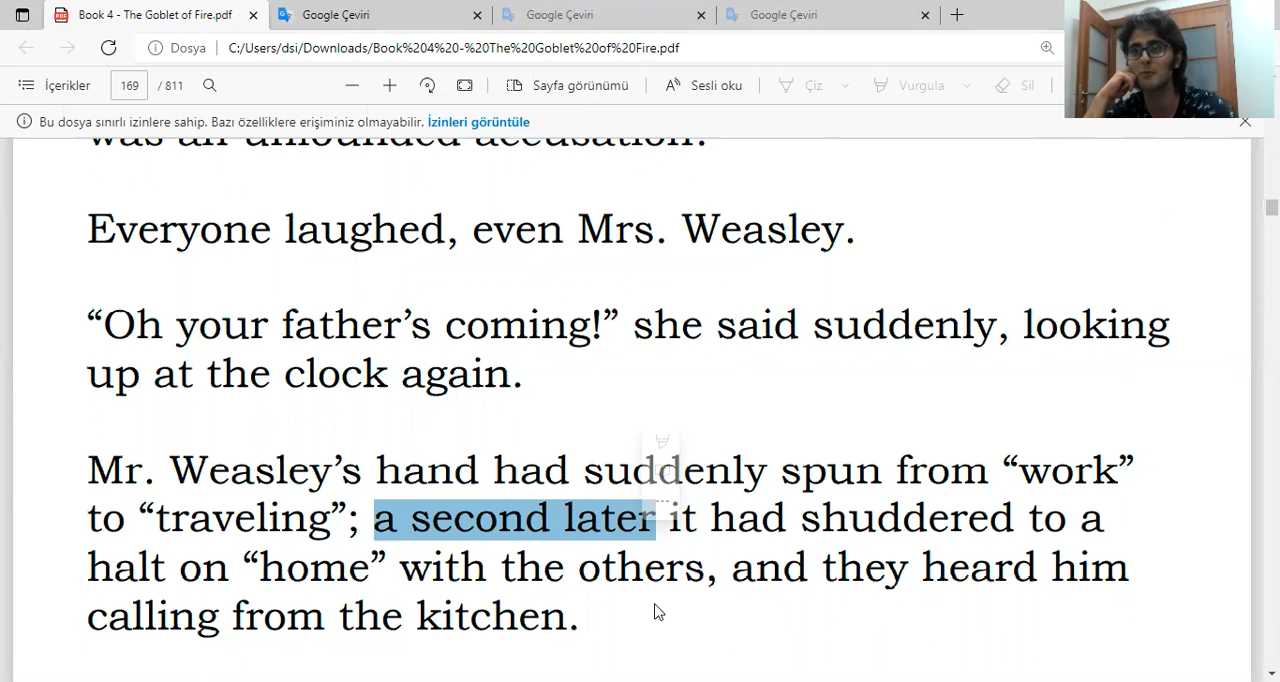 Book 4 - The Goblet of Fire.pdf
Google Çeviri
Google Çeviri
Google Çeviri
Dosya
C:/Users/dsi/Downloads/Book%204%20-%20The%20Goblet%20of%20Fire.pdf
İçerikler
169 / 811
Sayfa görünümü
Sesli oku
Çiz
Vurgula
Sil
Bu dosya sınırlı izinlere sahip. Bazı özelliklere erişiminiz olmayabilir. İzinleri görüntüle
was an unfounded accusation.
Everyone laughed, even Mrs. Weasley.
“Oh your father’s coming!” she said suddenly, looking
up at the clock again.
Mr. Weasley’s hand had suddenly spun from “work”
to “traveling”; a second later it had shuddered to a
halt on “home” with the others, and they heard him
calling from the kitchen.